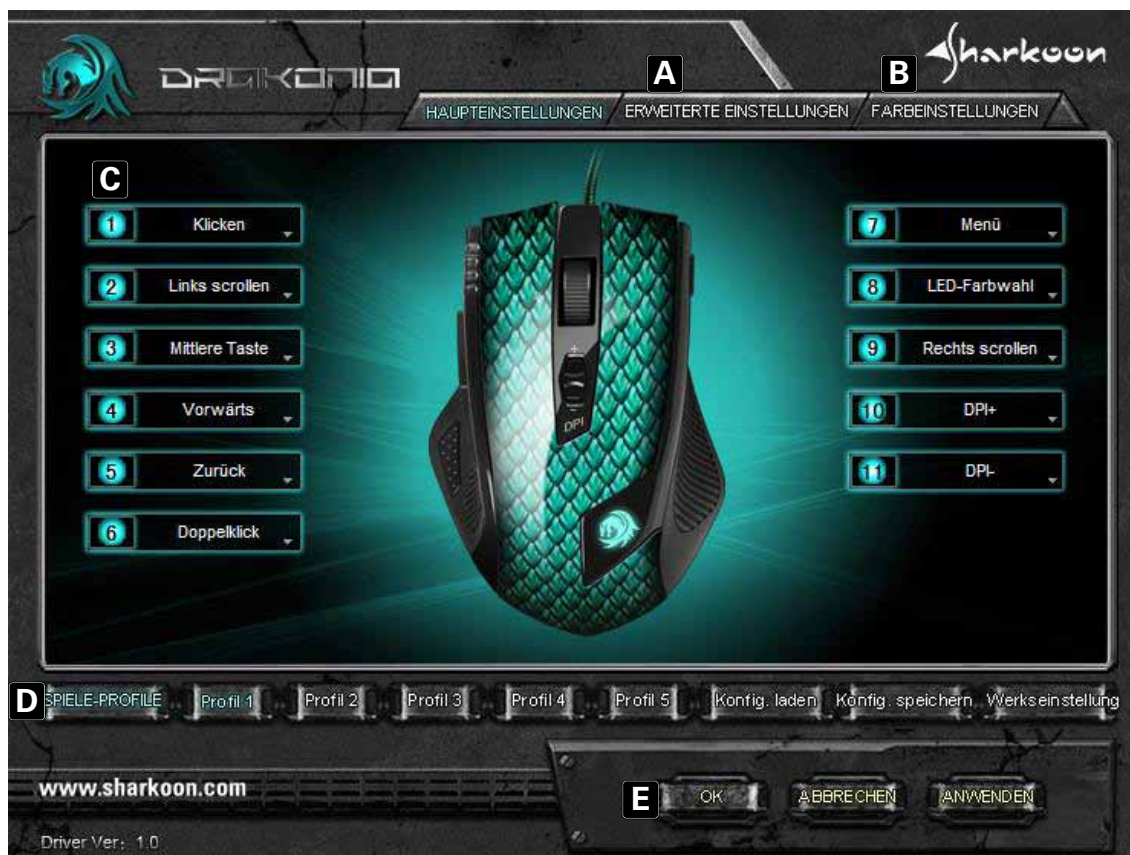 Sharkoon
DRAKONIA
A
B
HAUPTEINSTELLUNGEN
ERWEITERTE EINSTELLUNGEN
FARBEINSTELLUNGEN
C
1 Klicken
2 Links scrollen
3 Mittlere Taste
4 Vorwärts
5 Zurück
6 Doppelklick
7 Menü
8 LED-Farbwahl
9 Rechts scrollen
10 DPI+
11 DPI-
+
-
DPI
D
SPIELE-PROFILE
Profil 1
Profil 2
Profil 3
Profil 4
Profil 5
Konfig. laden
Konfig. speichern
Werkseinstellung
www.sharkoon.com
E
OK
ABBRECHEN
ANWENDEN
Driver Ver: 1.0